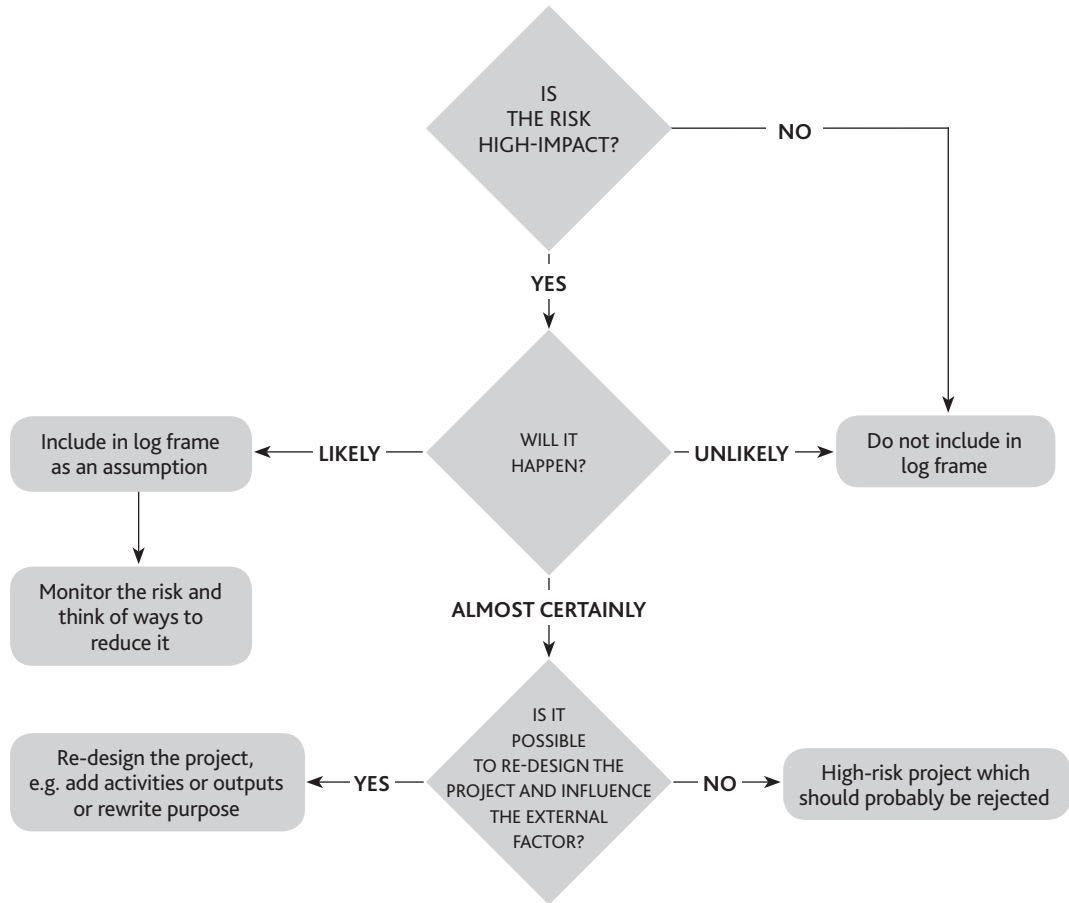 IS
THE RISK
HIGH-IMPACT?
NO
YES
Include in log frame
as an assumption
LIKELY
WILL IT
HAPPEN?
UNLIKELY
Do not include in
log frame
Monitor the risk and
think of ways to
reduce it
ALMOST CERTAINLY
Re-design the project,
e.g. add activities or outputs
or rewrite purpose
YES
IS IT
POSSIBLE
TO RE-DESIGN THE
PROJECT AND INFLUENCE
THE EXTERNAL
FACTOR?
NO
High-risk project which
should probably be rejected